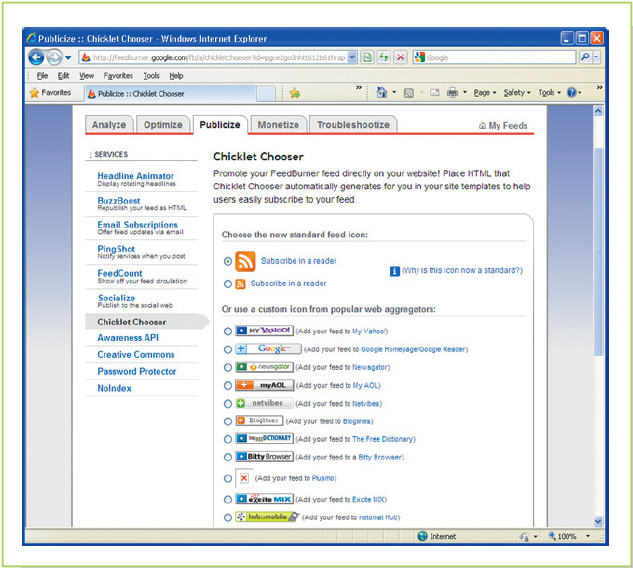 Publicize :: Chicklet Chooser - Windows Internet Explorer
Google
File Edit View Favorites Tools Help
Favorites Publicize :: Chicklet Chooser Page Safety Tools
Analyze Optimize Publicize Monetize Troubleshootize My Feeds
SERVICES
Headline Animator
Display rotating headlines
BuzzBoost
Republish your feed as HTML
Email Subscriptions
Offer feed updates via email
PingShot
Notify services when you post
FeedCount
Show off your feed circulation
Socialize
Publish to the social web
Chicklet Chooser
Awareness API
Creative Commons
Password Protector
NoIndex
Chicklet Chooser
Promote your FeedBurner feed directly on your website! Place HTML that
Chicklet Chooser automatically generates for you in your site templates to help
users easily subscribe to your feed.
Choose the new standard feed icon:
Subscribe in a reader
(Why is this icon now a standard?)
Subscribe in a reader
Or use a custom icon from popular web aggregators:
MY YAHOO! (Add your feed to My Yahoo!)
Google (Add your feed to Google Homepage/Google Reader)
newsgator (Add your feed to Newsgator)
myAOL (Add your feed to My AOL)
netvibes (Add your feed to Netvibes)
Bloglines (Add your feed to Bloglines)
THE FREE DICTIONARY (Add your feed to The Free Dictionary)
Bitty Browser (Add your feed to a Bitty Browser)
(Add your feed to Plusmo)
excite MIX (Add your feed to Excite MIX)
hub mobile (Add your feed to netomat Hub)
Internet 100%